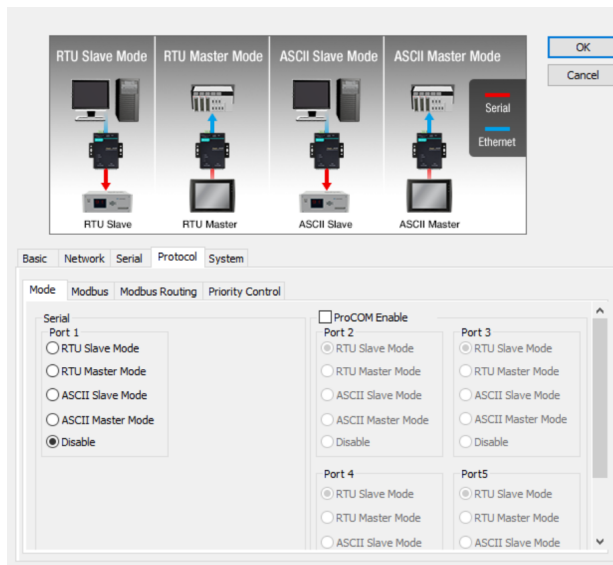 RTU Slave Mode RTU Master Mode ASCII Slave Mode ASCII Master Mode
Serial
Ethernet
RTU Slave RTU Master ASCII Slave ASCII Master
OK
Cancel
Basic Network Serial Protocol System
Mode Modbus Modbus Routing Priority Control
Serial
Port 1
RTU Slave Mode
RTU Master Mode
ASCII Slave Mode
ASCII Master Mode
Disable
ProCOM Enable
Port 2
RTU Slave Mode
RTU Master Mode
ASCII Slave Mode
ASCII Master Mode
Disable
Port 3
RTU Slave Mode
RTU Master Mode
ASCII Slave Mode
ASCII Master Mode
Disable
Port 4
RTU Slave Mode
RTU Master Mode
ASCII Slave Mode
Port5
RTU Slave Mode
RTU Master Mode
ASCII Slave Mode